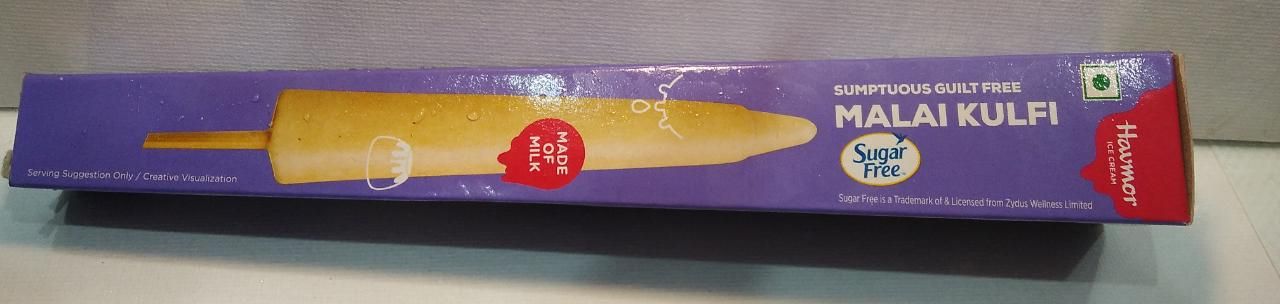 SUMPTUOUS GUILT FREE
MALAI KULFI
Sugar
Free™
Sugar Free is a Trademark of & Licensed from Zydus Wellness Limited
Havmor
ICE CREAM
MADE
OF
MILK
Serving Suggestion Only / Creative Visualization